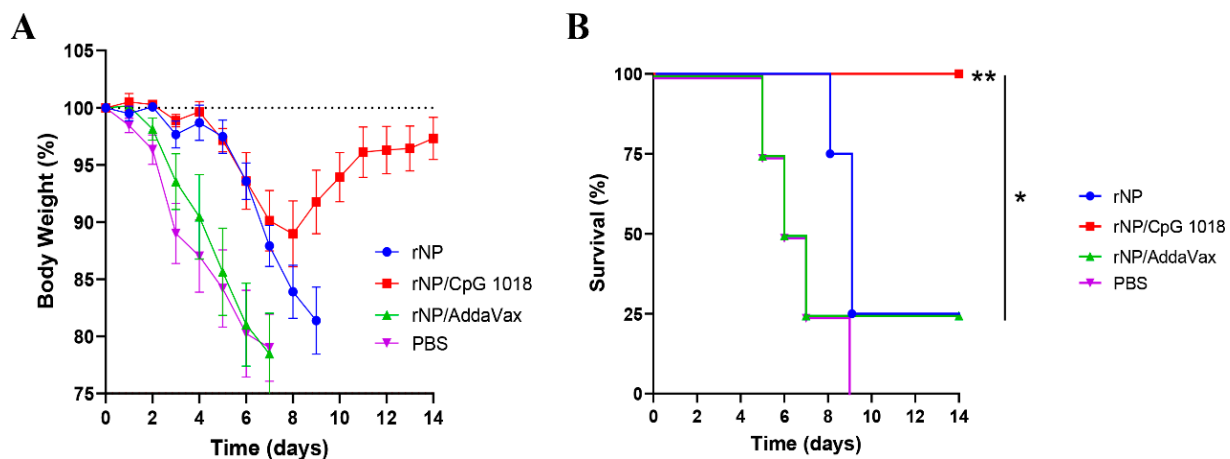 A
Body Weight (%)
105
100
95
90
85
80
75
0 2 4 6 8 10 12 14
Time (days)
rNP
rNP/CpG 1018
rNP/AddaVax
PBS
B
Survival (%)
100
75
50
25
0
0 2 4 6 8 10 12 14
Time (days)
**
*
rNP
rNP/CpG 1018
rNP/AddaVax
PBS